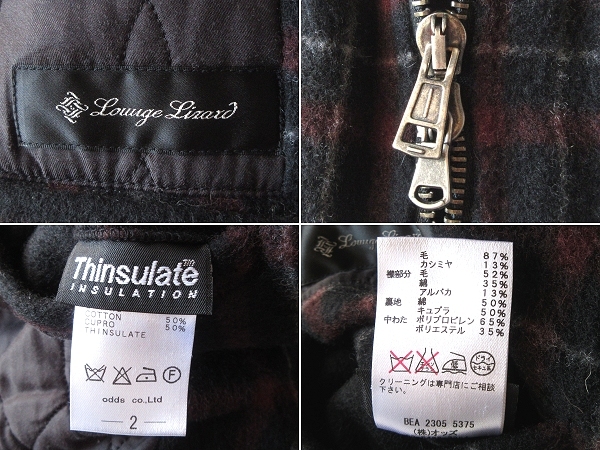 Lounge Lizard
Thinsulate TM
INSULATION
COTTON 50%
CUPRO 50%
THINSULATE
F
odds co.,Ltd
2
Lounge Lizard
毛 87%
カシミヤ 13%
襟部分 毛 52%
綿 35%
アルパカ 13%
裏地 綿 50%
キュプラ 50%
中わた ポリプロピレン 65%
ポリエステル 35%
ドライ
クリーニングは専門店にご相談
下さい。
BEA 2305 5375
(株)オッズ